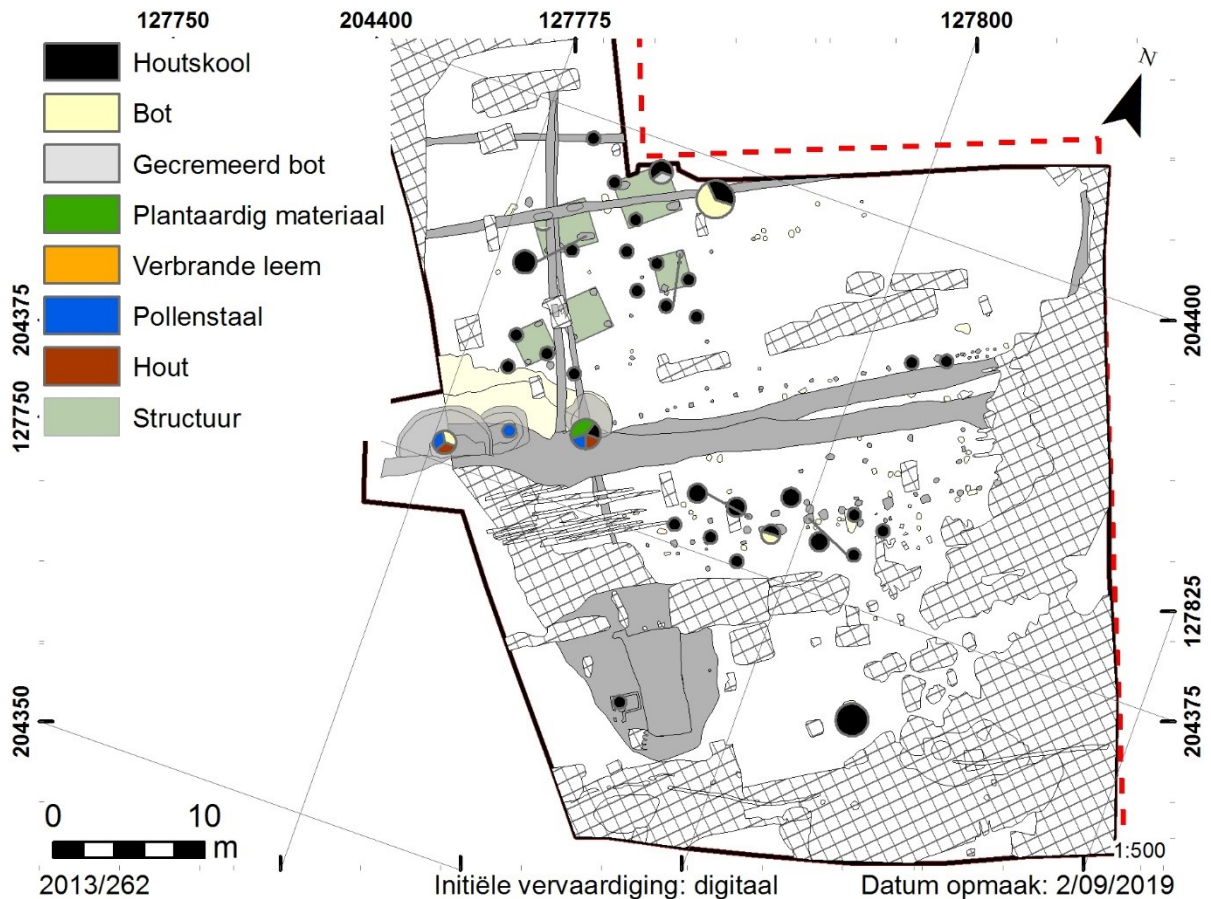 127750
204400
127775
127800
Houtskool
Bot
Gecremeerd bot
Plantaardig materiaal
Verbrande leem
Pollenstaal
Hout
Structuur
N
204375
127750
204350
204400
127825
204375
0 10
m
1:500
2013/262
Initiële vervaardiging: digitaal
Datum opmaak: 2/09/2019